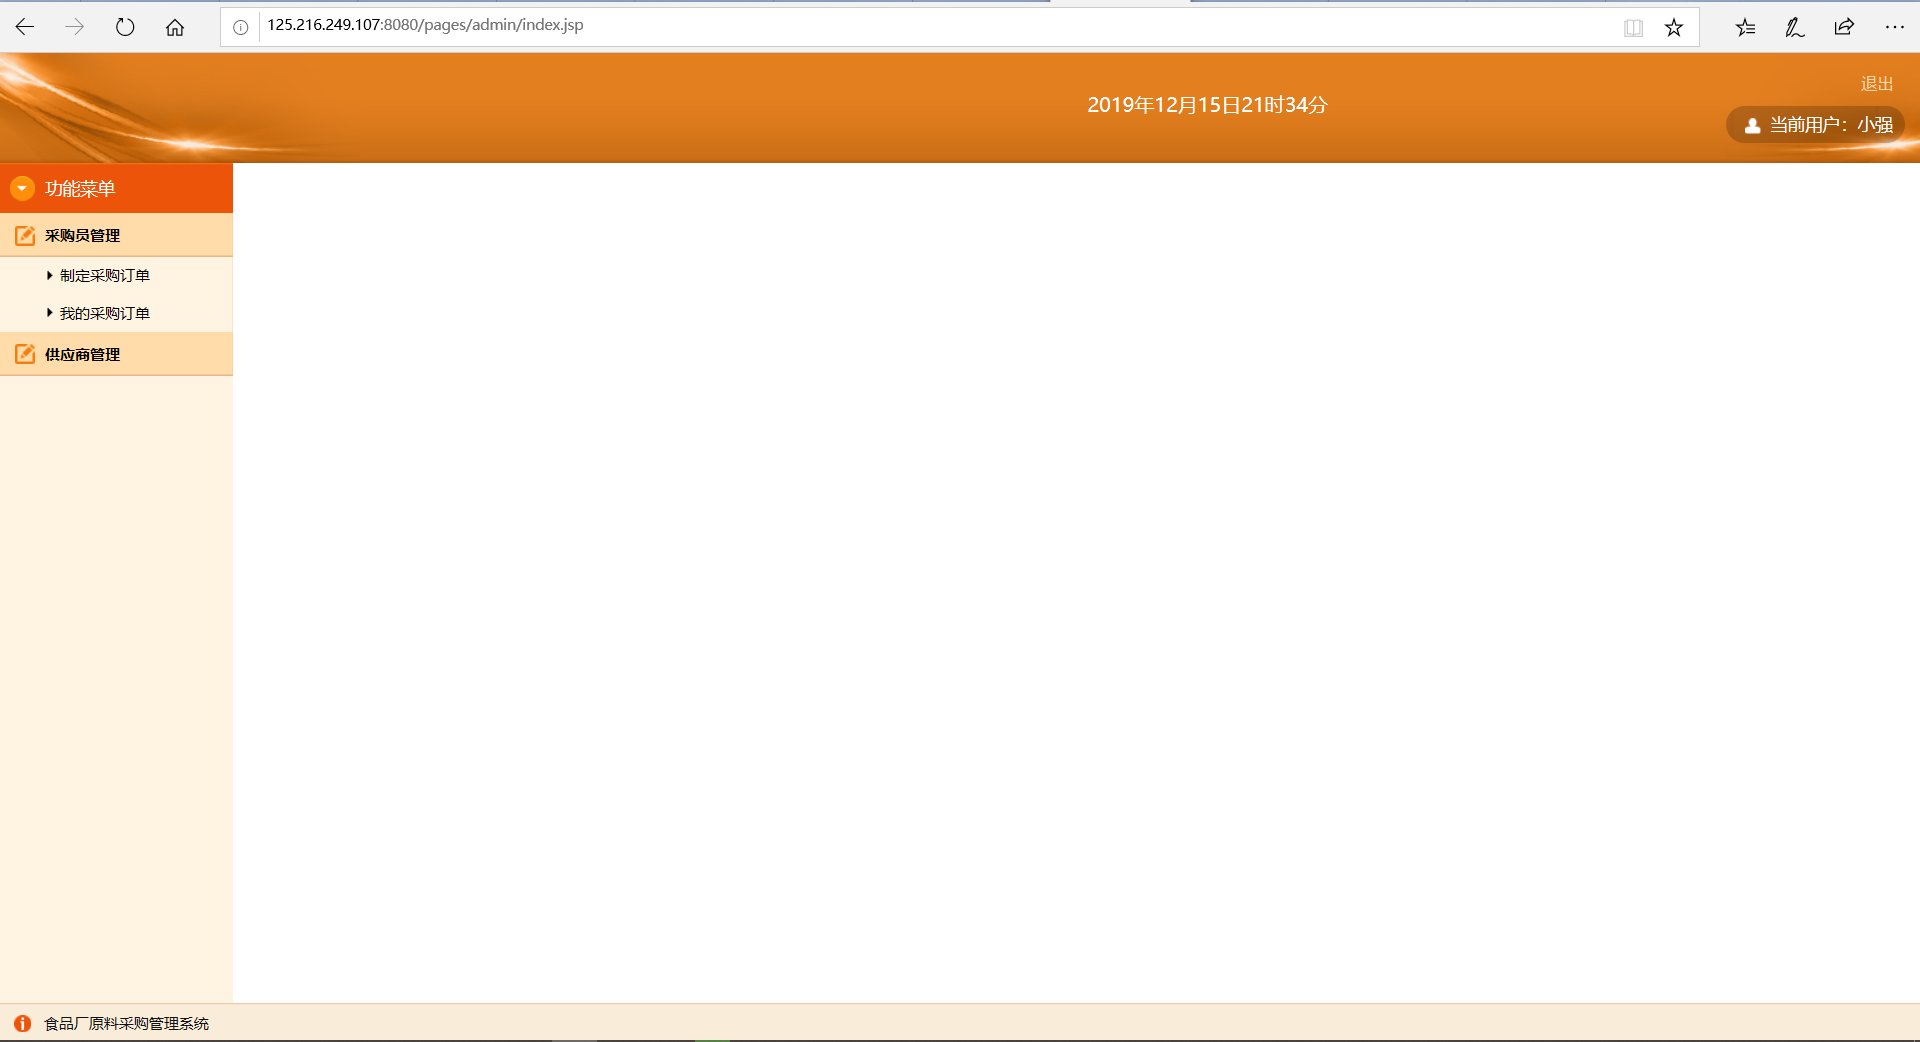 125.216.249.107:8080/pages/admin/index.jsp
退出
2019年12月15日21时34分
当前用户：小强
功能菜单
采购员管理
制定采购订单
我的采购订单
供应商管理
食品厂原料采购管理系统